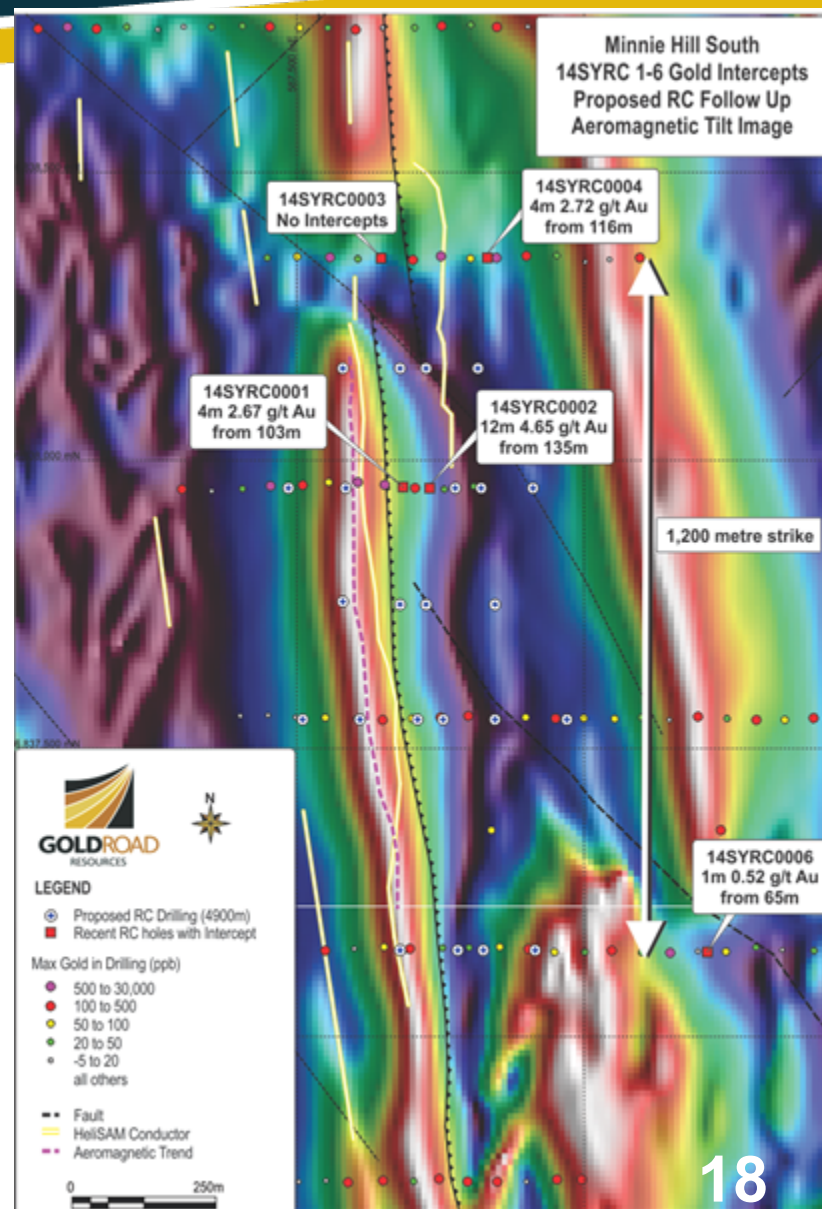 Minnie Hill South
14SYRC 1-6 Gold Intercepts
Proposed RC Follow Up
Aeromagnetic Tilt Image
14SYRC0003
No Intercepts
14SYRC0004
4m 2.72 g/t Au
from 116m
14SYRC0001
4m 2.67 g/t Au
from 103m
14SYRC0002
12m 4.65 g/t Au
from 135m
1,200 metre strike
6,837,500 mN
14SYRC0006
1m 0.52 g/t Au
from 65m
GOLDROAD
RESOURCES
N
LEGEND
Proposed RC Drilling (4900m)
Recent RC holes with Intercept
Max Gold in Drilling (ppb)
500 to 30,000
100 to 500
50 to 100
20 to 50
-5 to 20
all others
Fault
HeliSAM Conductor
Aeromagnetic Trend
0 250m
18